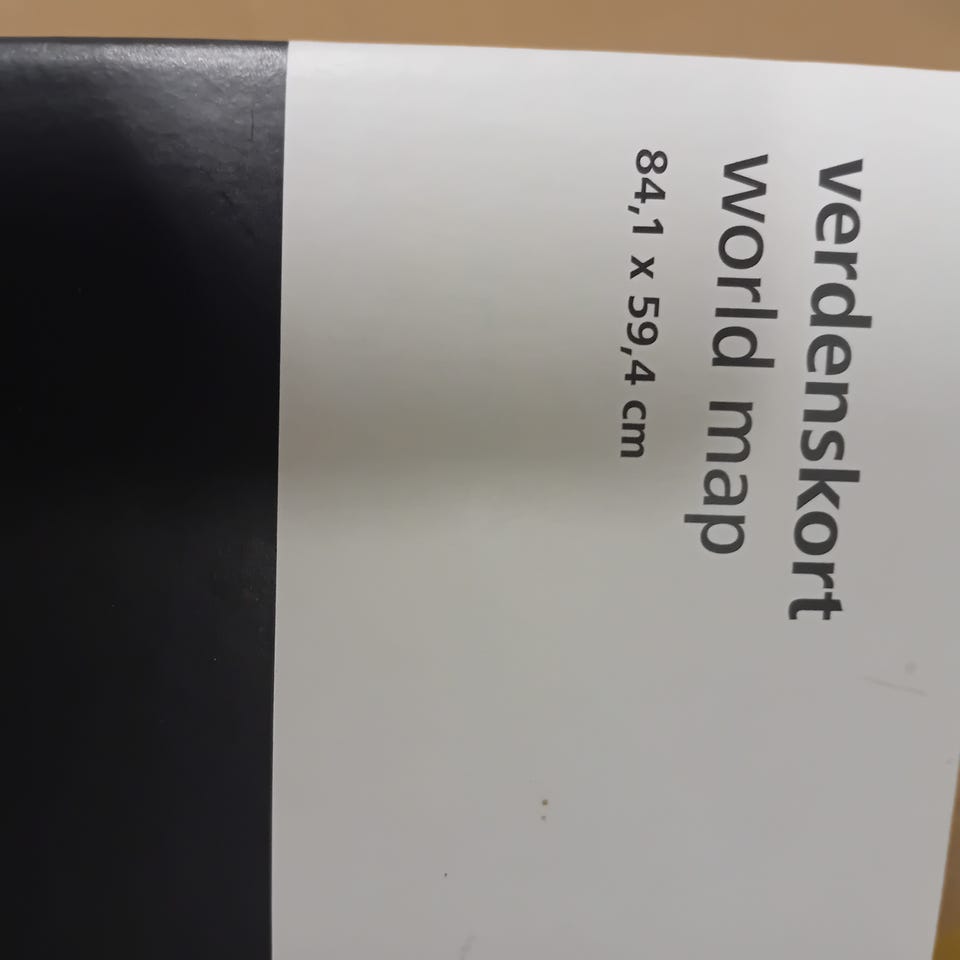 verdenskort
world map
84,1 x 59,4 cm